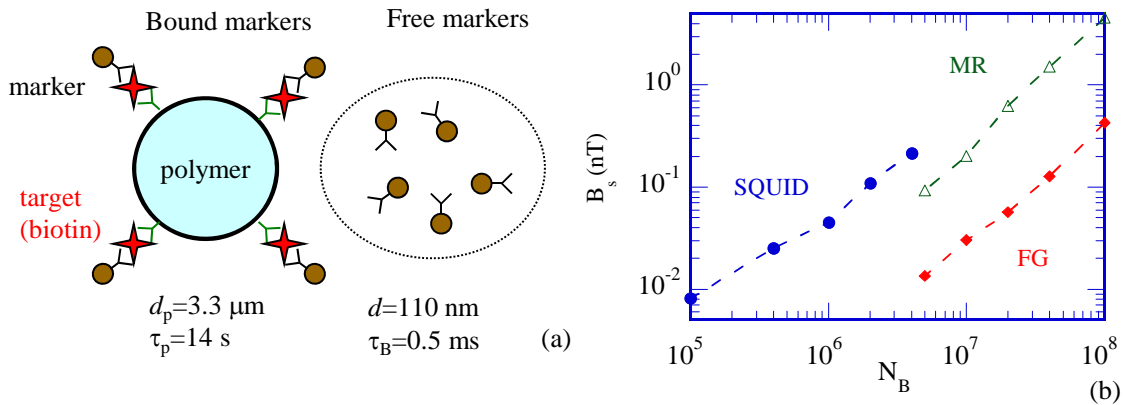 Bound markers
Free markers
marker
polymer
target
(biotin)
d_p=3.3 μm
τ_p=14 s
d=110 nm
τ_B=0.5 ms
(a)
B_s (nT)
10^0
10^-1
10^-2
MR
SQUID
FG
10^5
10^6
10^7
10^8
N_B
(b)